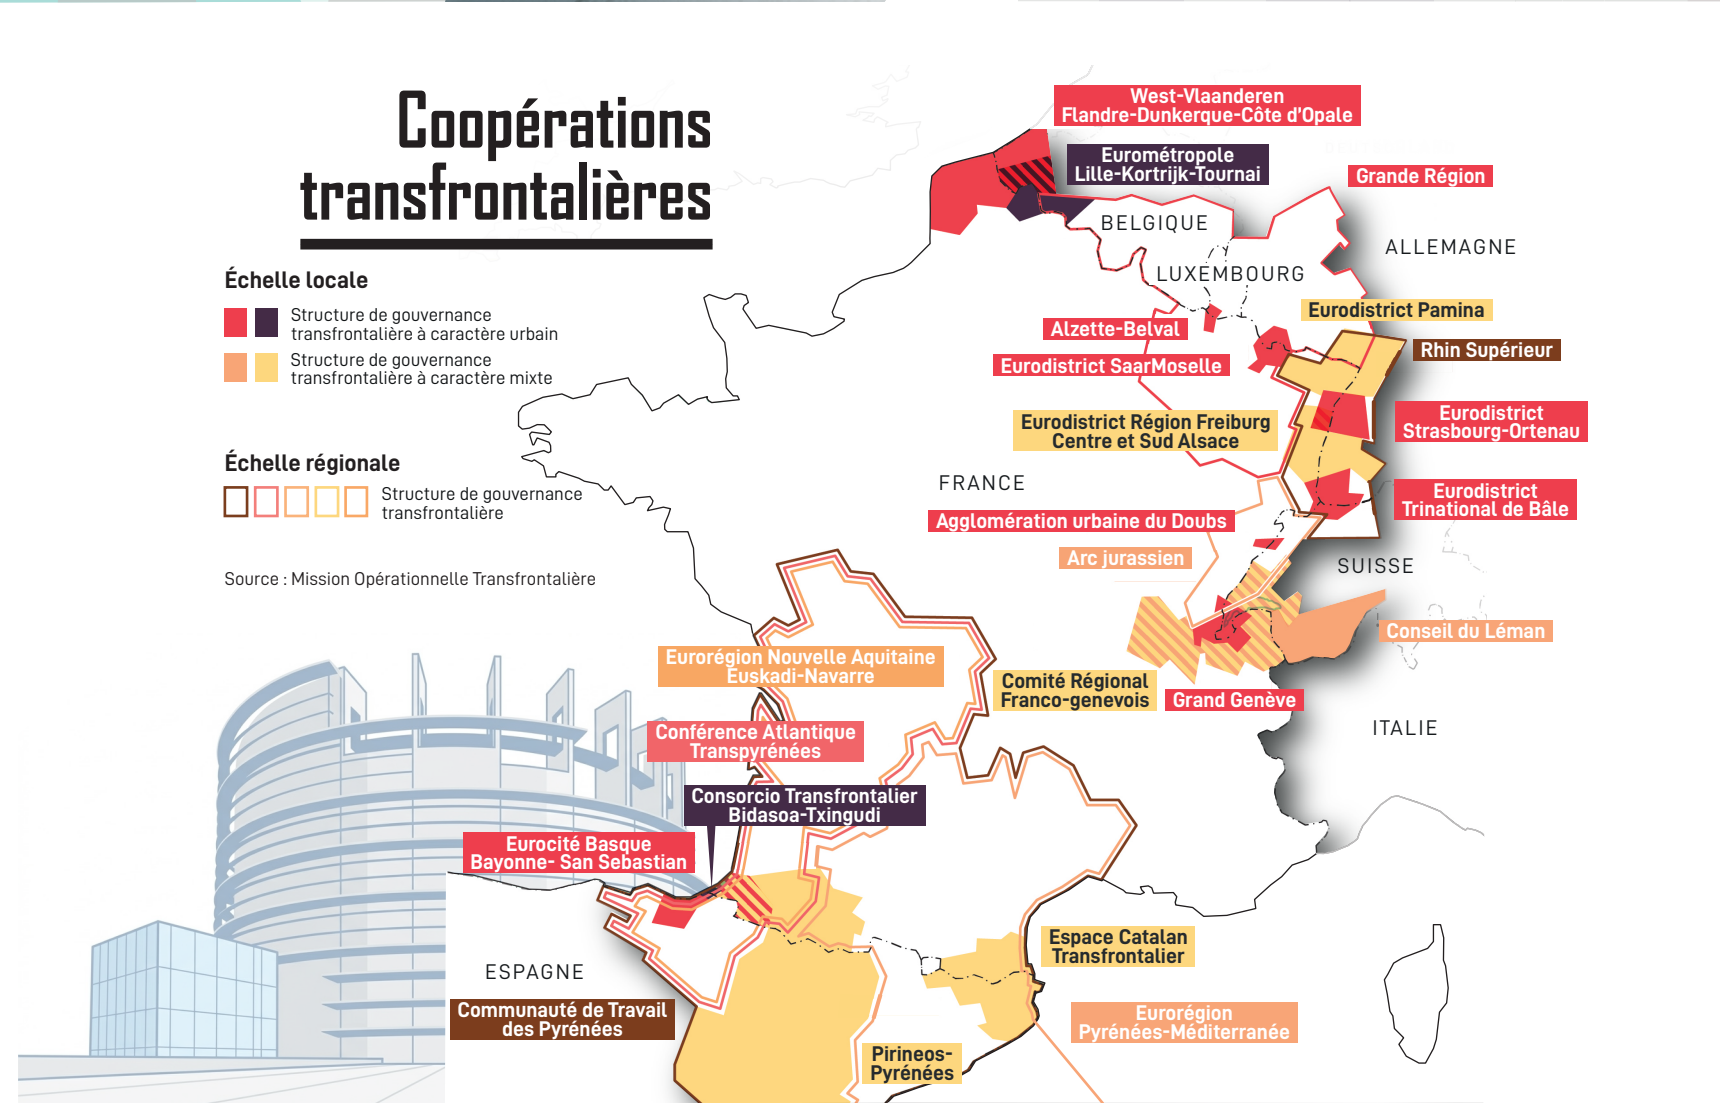 Coopérations
transfrontalières
Échelle locale
Structure de gouvernance
transfrontalière à caractère urbain
Structure de gouvernance
transfrontalière à caractère mixte
Échelle régionale
Structure de gouvernance
transfrontalière
Source : Mission Opérationnelle Transfrontalière
West-Vlaanderen
Flandre-Dunkerque-Côte d'Opale
Eurométropole
Lille-Kortrijk-Tournai
Grande Région
BELGIQUE
ALLEMAGNE
LUXEMBOURG
Eurodistrict Pamina
Alzette-Belval
Rhin Supérieur
Eurodistrict SaarMoselle
Eurodistrict
Strasbourg-Ortenau
Eurodistrict Région Freiburg
Centre et Sud Alsace
FRANCE
Eurodistrict
Trinational de Bâle
Agglomération urbaine du Doubs
Arc jurassien
SUISSE
Conseil du Léman
Eurorégion Nouvelle Aquitaine
Euskadi-Navarre
Comité Régional
Franco-genevois
Grand Genève
ITALIE
Conférence Atlantique
Transpyrénées
Consorcio Transfrontalier
Bidasoa-Txingudi
Eurocité Basque
Bayonne- San Sebastian
Espace Catalan
Transfrontalier
ESPAGNE
Communauté de Travail
des Pyrénées
Eurorégion
Pyrénées-Méditerranée
Pirineos-
Pyrénées